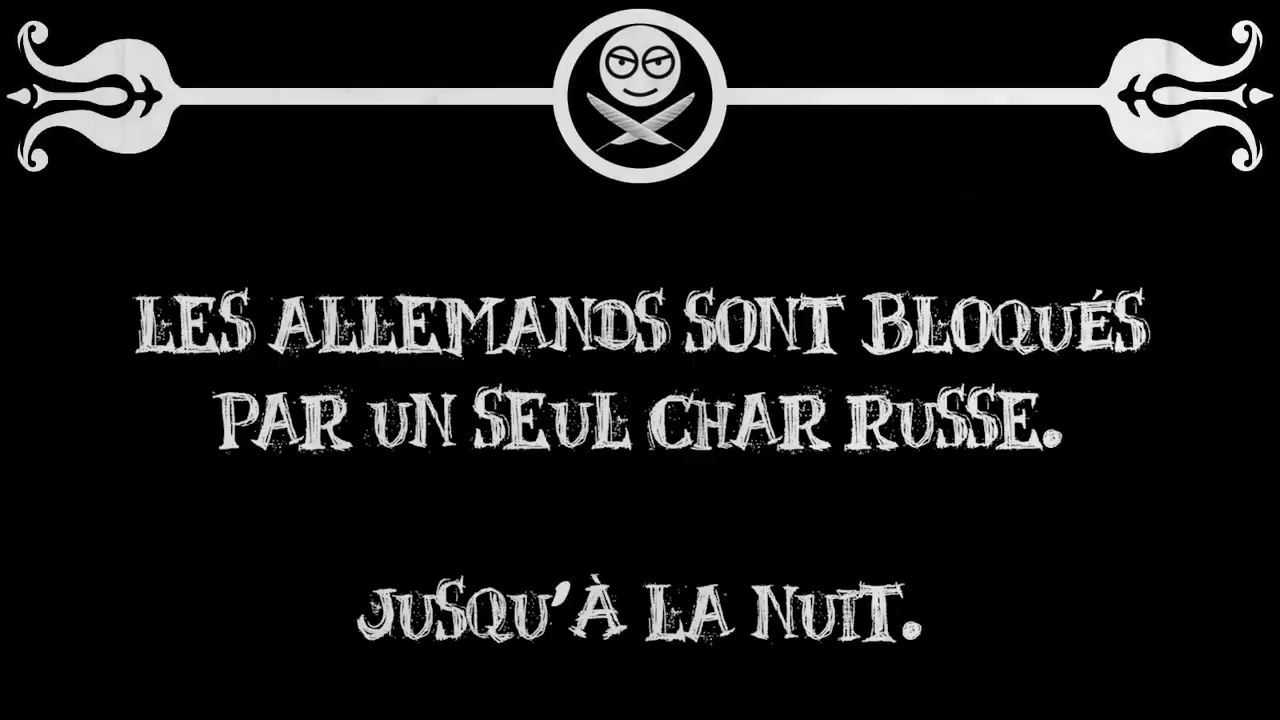 LES ALLEMANDS SONT BLOQUÉS
PAR UN SEUL CHAR RUSSE.
JUSQU'À LA NUIT.